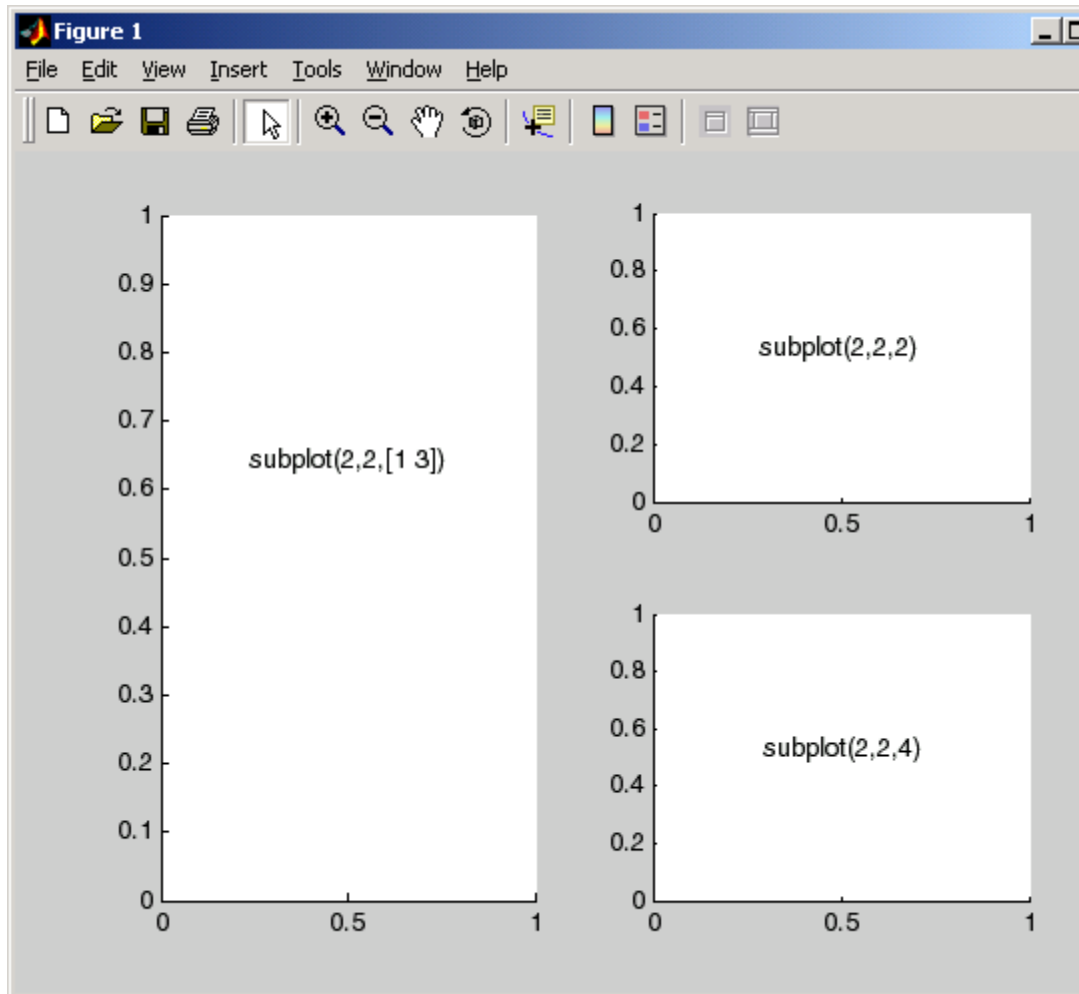 Figure 1
File Edit View Insert Tools Window Help
1
0.9
0.8
0.7
0.6
0.5
0.4
0.3
0.2
0.1
0
subplot(2,2,[1 3])
0 0.5 1
1
0.8
0.6
0.4
0.2
0
subplot(2,2,2)
0 0.5 1
1
0.8
0.6
0.4
0.2
0
subplot(2,2,4)
0 0.5 1